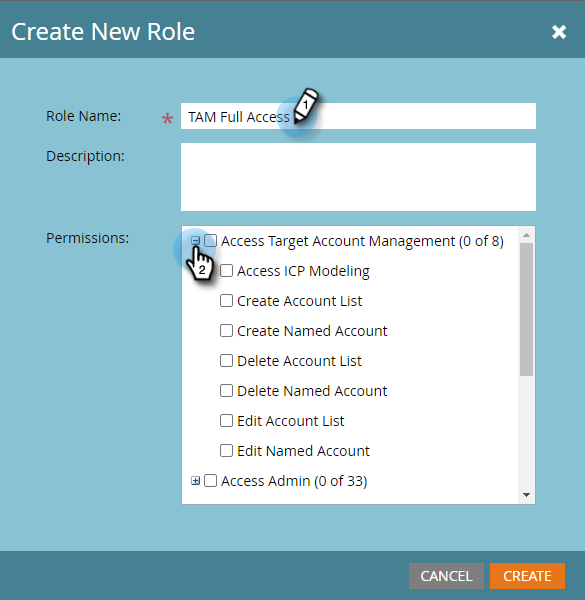 Create New Role
Role Name: * TAM Full Access 1
Description:
Permissions:
Access Target Account Management (0 of 8)
2
Access ICP Modeling
Create Account List
Create Named Account
Delete Account List
Delete Named Account
Edit Account List
Edit Named Account
Access Admin (0 of 33)
CANCEL CREATE